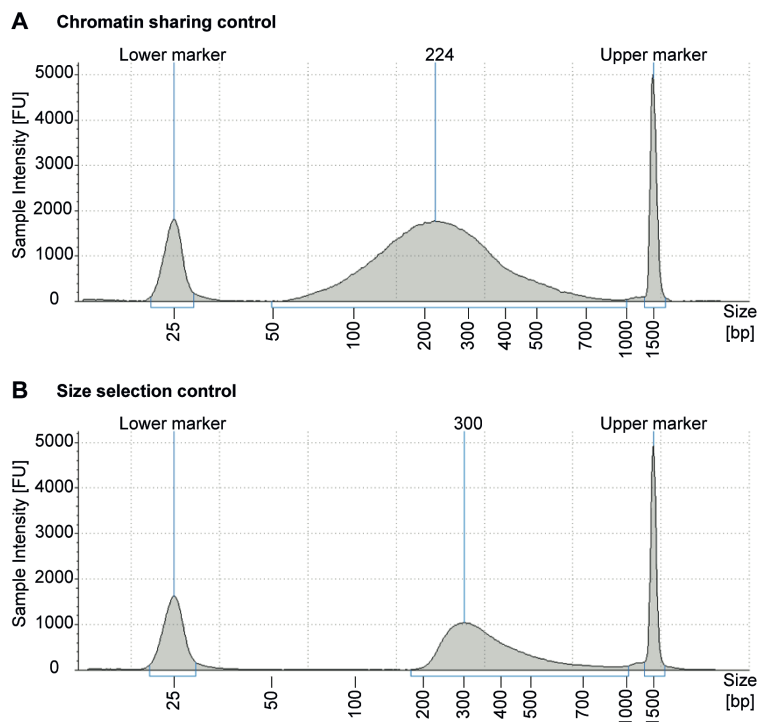 A Chromatin sharing control
Lower marker 224 Upper marker
Sample Intensity [FU]
5000
4000
3000
2000
1000
0
25 50 100 200 300 400 500 700 1000 1500
Size
[bp]
B Size selection control
Lower marker 300 Upper marker
Sample Intensity [FU]
5000
4000
3000
2000
1000
0
25 50 100 200 300 400 500 700 1000 1500
Size
[bp]